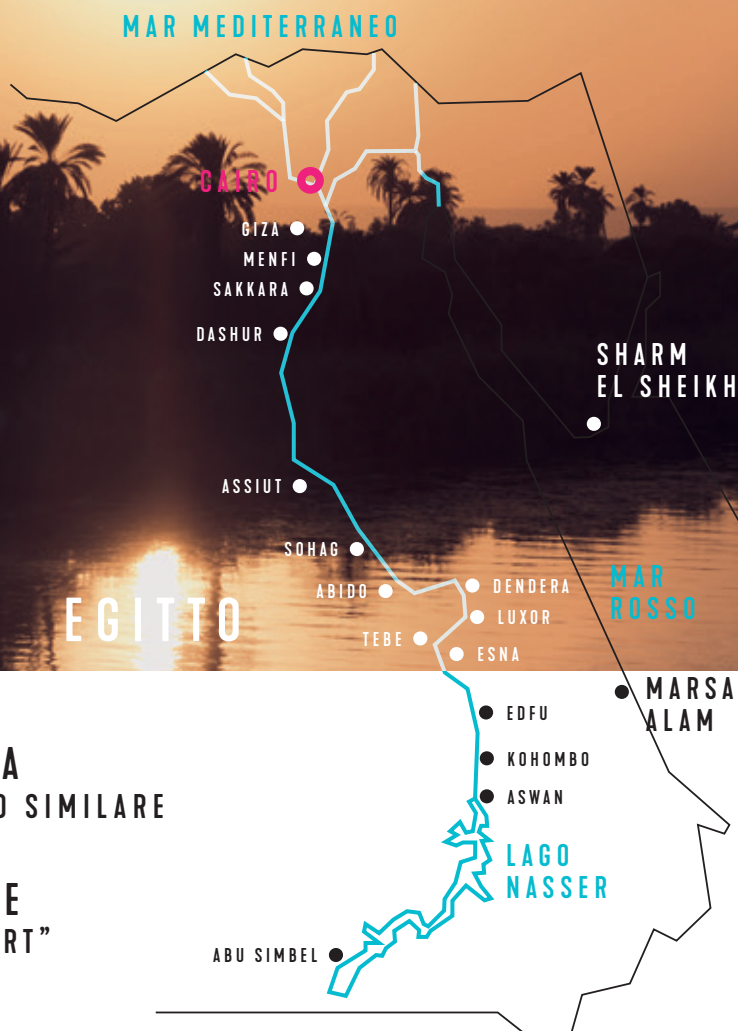 MAR MEDITERRANEO
CAIRO
GIZA
MENFI
SAKKARA
DASHUR
SHARM
EL SHEIKH
ASSIUT
SOHAG
ABIDO
DENDERA
MAR
ROSSO
EGITTO
LUXOR
TEBE
ESNA
MARSA
ALAM
EDFU
A
KOHOMBO
O SIMILARE
ASWAN
LAGO
NASSER
E
RT”
ABU SIMBEL